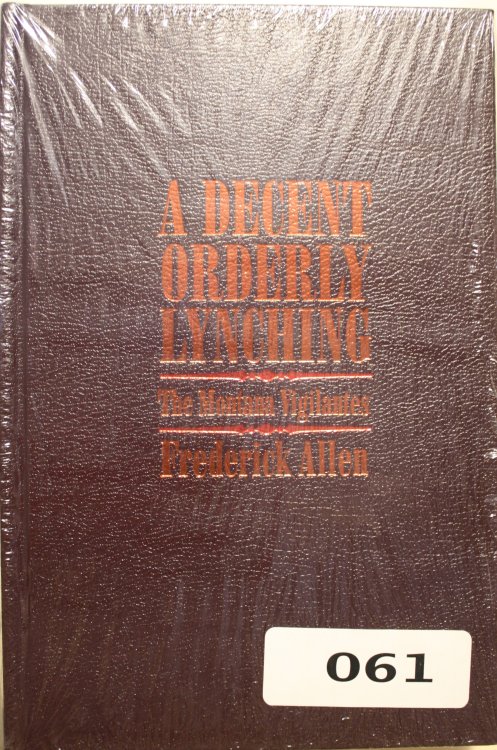 A DECENT
ORDERLY
LYNCHING
The Montana Vigilantes
Frederick Allen
061